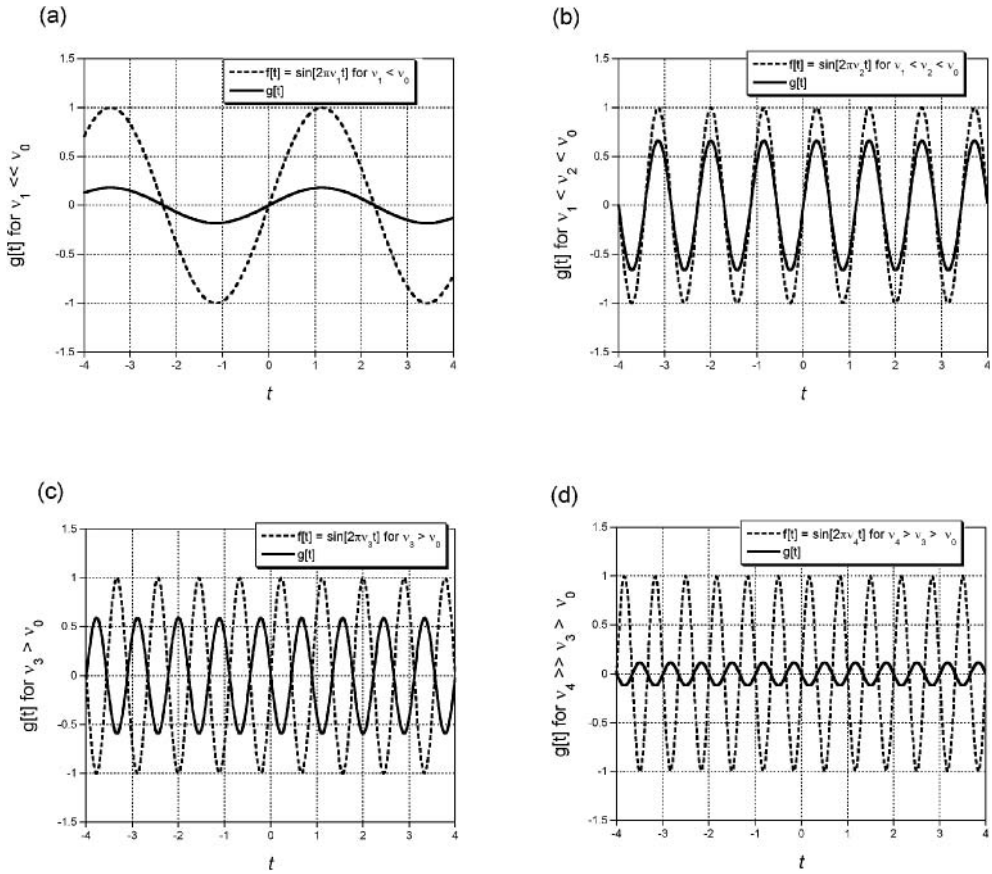 (a)
1.5
f[t] = sin[2πν₁t] for ν₁ < ν₀
g[t]
1
0.5
0
-0.5
-1
-1.5
g[t] for ν₁ << ν₀
-4 -3 -2 -1 0 1 2 3 4
t
(b)
1.5
f[t] = sin[2πν₂t] for ν₁ < ν₂ < ν₀
g[t]
1
0.5
0
-0.5
-1
-1.5
g[t] for ν₁ < ν₂ < ν₀
-4 -3 -2 -1 0 1 2 3 4
t
(c)
1.5
f[t] = sin[2πν₃t] for ν₃ > ν₀
g[t]
1
0.5
0
-0.5
-1
-1.5
g[t] for ν₃ > ν₀
-4 -3 -2 -1 0 1 2 3 4
t
(d)
1.5
f[t] = sin[2πν₄t] for ν₄ > ν₃ > ν₀
g[t]
1
0.5
0
-0.5
-1
-1.5
g[t] for ν₄ >> ν₃ > ν₀
-4 -3 -2 -1 0 1 2 3 4
t